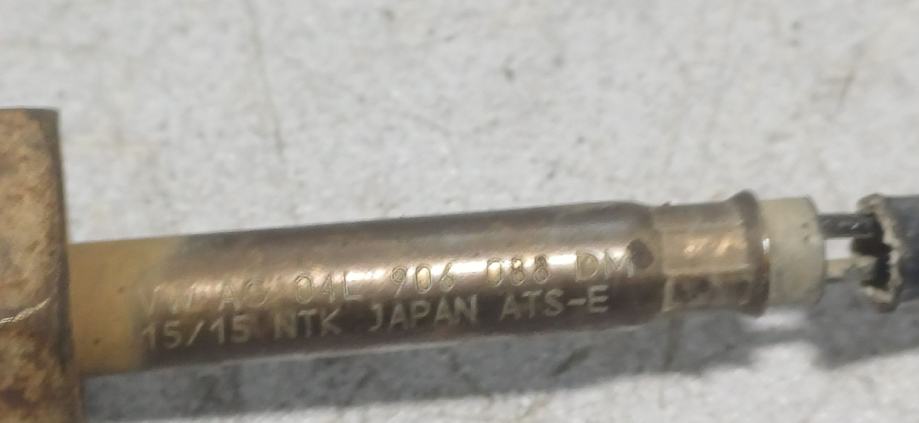 VW AG 04L 906 088 DM
15/15 NTK JAPAN ATS-E